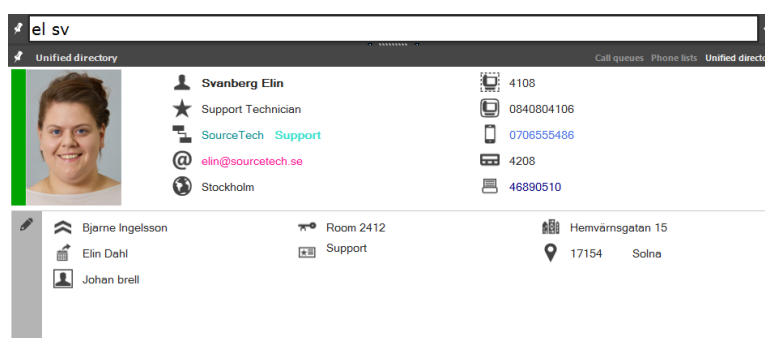 el sv
Unified directory Call queues Phone lists Unified directo
Svanberg Elin 4108
Support Technician 0840804106
SourceTech Support 0706555486
elin@sourcetech.se 4208
Stockholm 46890510
Bjarne Ingelsson Room 2412 Hemvärnsgatan 15
Elin Dahl Support 17154 Solna
Johan brell